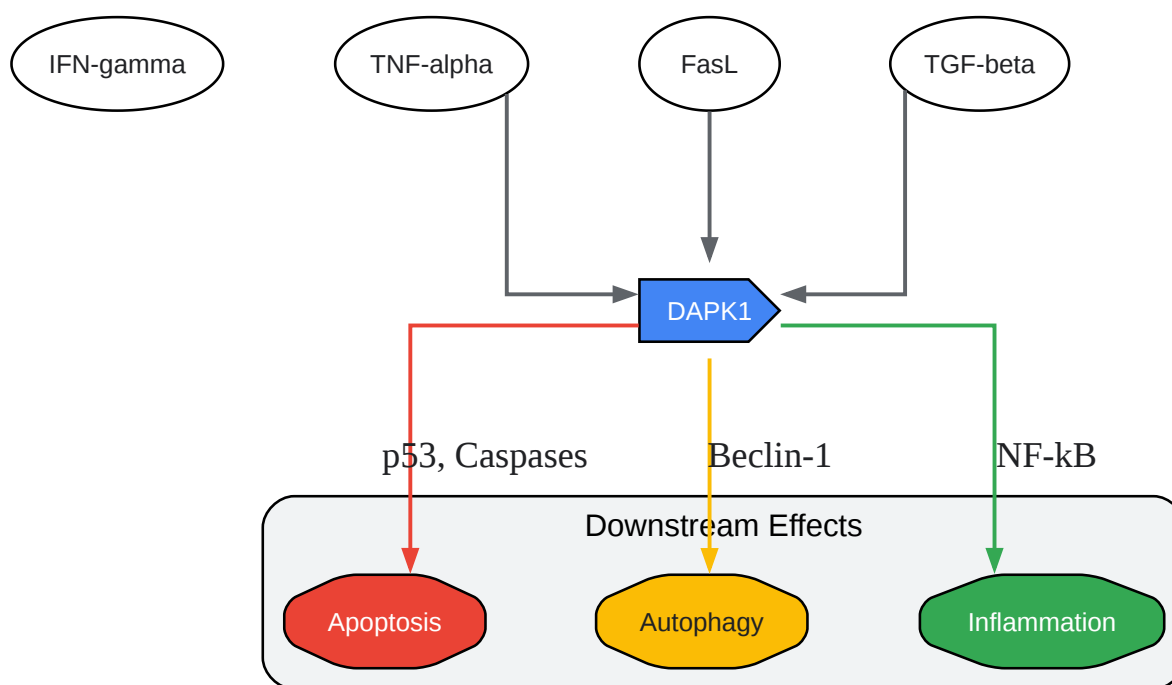 IFN-gamma
TNF-alpha
FasL
TGF-beta
DAPK1
p53, Caspases
Beclin-1
NF-kB
Downstream Effects
Apoptosis
Autophagy
Inflammation